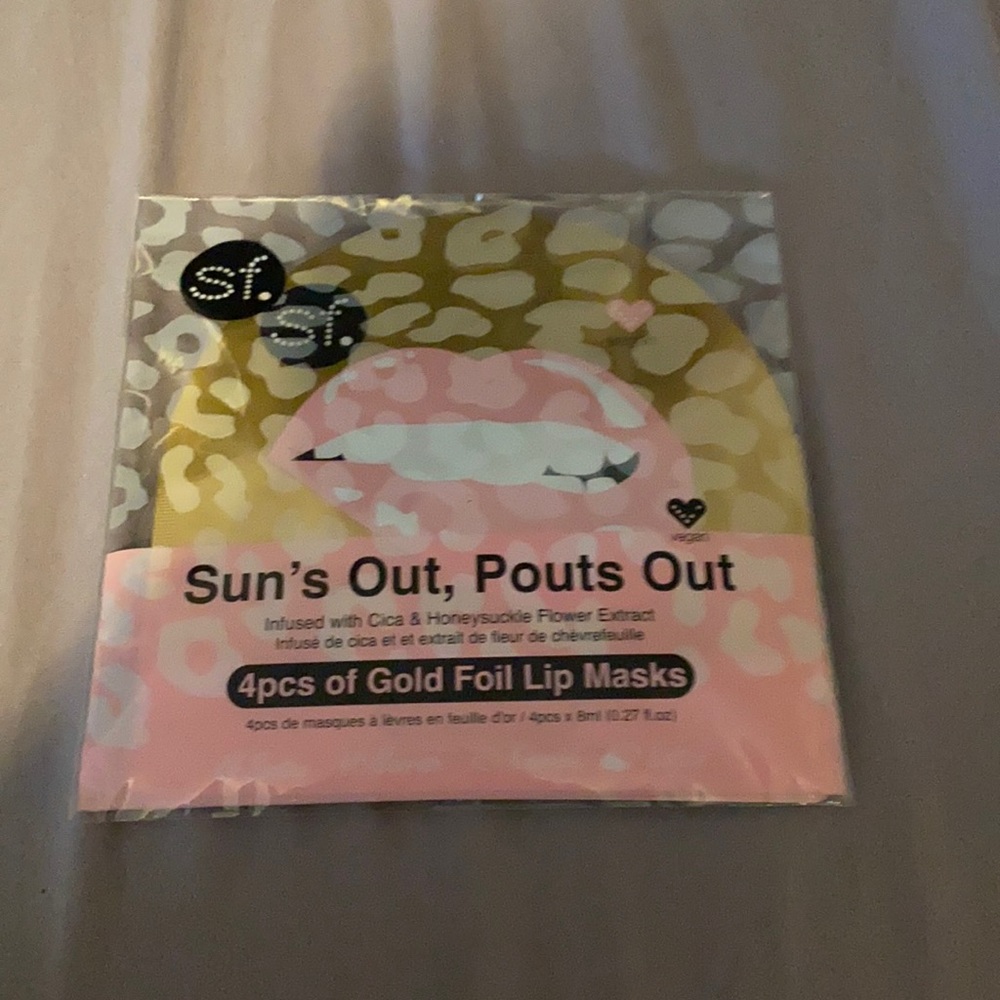 sf.
sf.
vegan
Sun's Out, Pouts Out
Infused with Cica & Honeysuckle Flower Extract
Infusé de cica et et extrait de fleur de chèvrefeuille
4pcs of Gold Foil Lip Masks
4pcs de masques à lèvres en feuille d'or / 4pcs x 8ml (0.27 fl.oz)